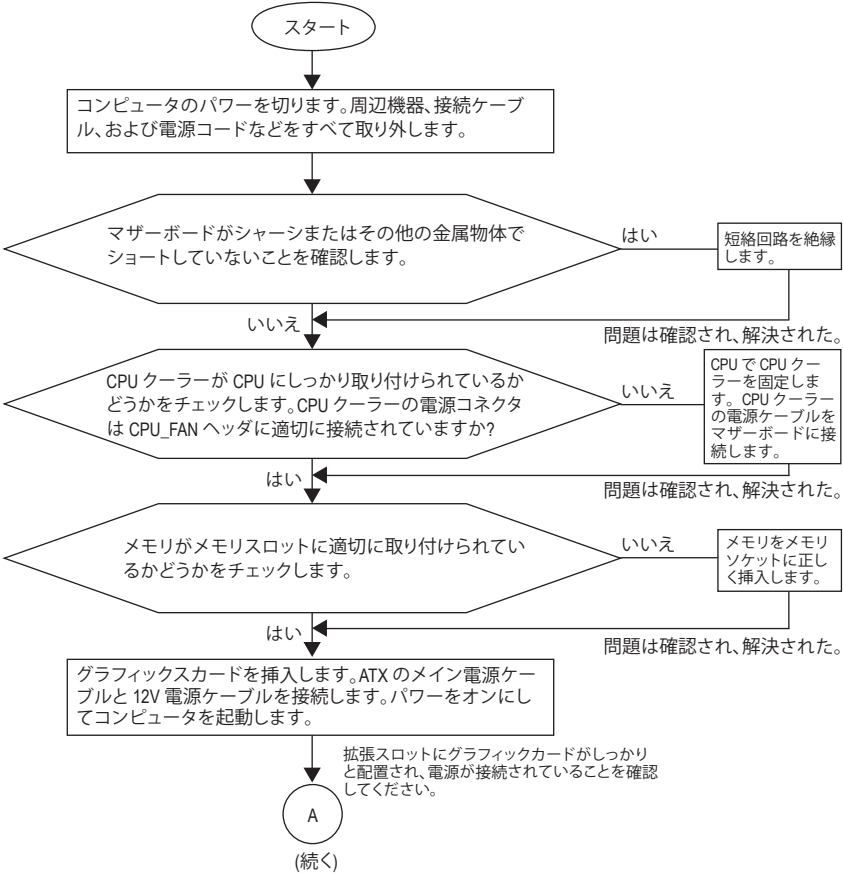 スタート
コンピュータのパワーを切ります。周辺機器、接続ケーブ
ル、および電源コードなどをすべて取り外します。
マザーボードがシャーシまたはその他の金属物体で
ショートしていないことを確認します。
はい
短絡回路を絶縁
します。
いいえ
問題は確認され、解決された。
CPU クーラーが CPU にしっかり取り付けられているか
どうかをチェックします。CPU クーラーの電源コネクタ
は CPU_FAN ヘッダに適切に接続されていますか?
いいえ
CPU で CPU クー
ラーを固定しま
す。 CPU クーラー
の電源ケーブルを
マザーボードに接
続します。
はい
問題は確認され、解決された。
メモリがメモリスロットに適切に取り付けられてい
るかどうかをチェックします。
いいえ
メモリをメモリ
ソケットに正し
く挿入します。
はい
問題は確認され、解決された。
グラフィックスカードを挿入します。ATX のメイン電源ケー
ブルと 12V 電源ケーブルを接続します。パワーをオンにし
てコンピュータを起動します。
拡張スロットにグラフィックカードがしっかり
と配置され、電源が接続されていることを確認
してください。
A
(続く)